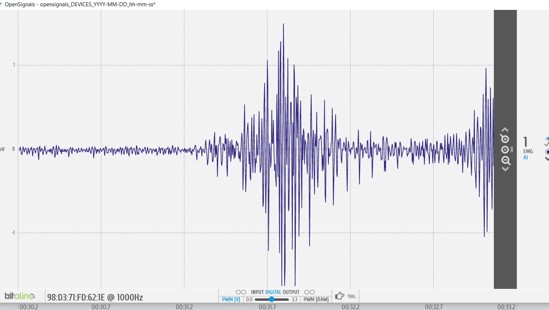 OpenSignals - opensignals_DEVICES_YYYY-MM-DD_hh-mm-ss*
1
mV
0
-1
1
EMG
A1
bitalino
98:D3:71:FD:62:1E @ 1000Hz
INPUT DIGITAL OUTPUT
PWM [V] 0.0 3.3 PWM [RAW]
00:30.2 00:30.7 00:31.2 00:31.7 00:32.2 00:32.7 00:33.2